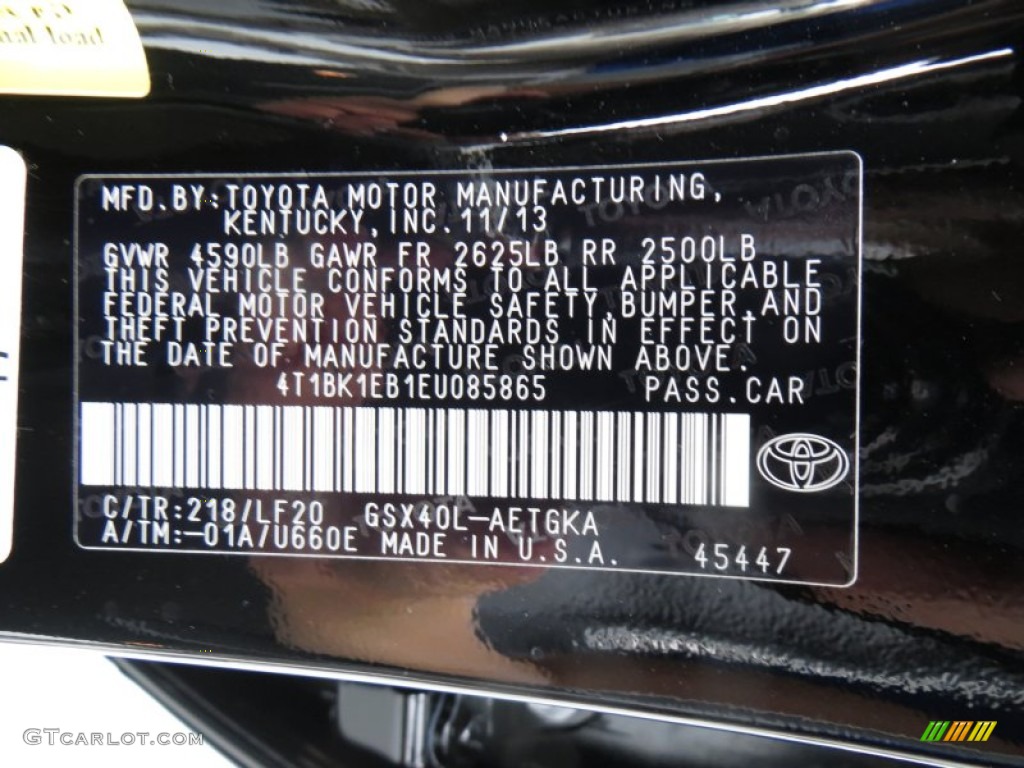 nal load
MFD.BY:TOYOTA MOTOR MANUFACTURING,
KENTUCKY,INC.11/13
GVWR 4590LB GAWR FR 2625LB RR 2500LB
THIS VEHICLE CONFORMS TO ALL APPLICABLE
FEDERAL MOTOR VEHICLE SAFETY,BUMPER,AND
THEFT PREVENTION STANDARDS IN EFFECT ON
THE DATE OF MANUFACTURE SHOWN ABOVE.
4T1BK1EB1EU085865 PASS.CAR
C/TR:218/LF20 GSX40L-AETGKA
A/TM:-01A/U660E MADE IN U.S.A. 45447
GTCARLOT.COM